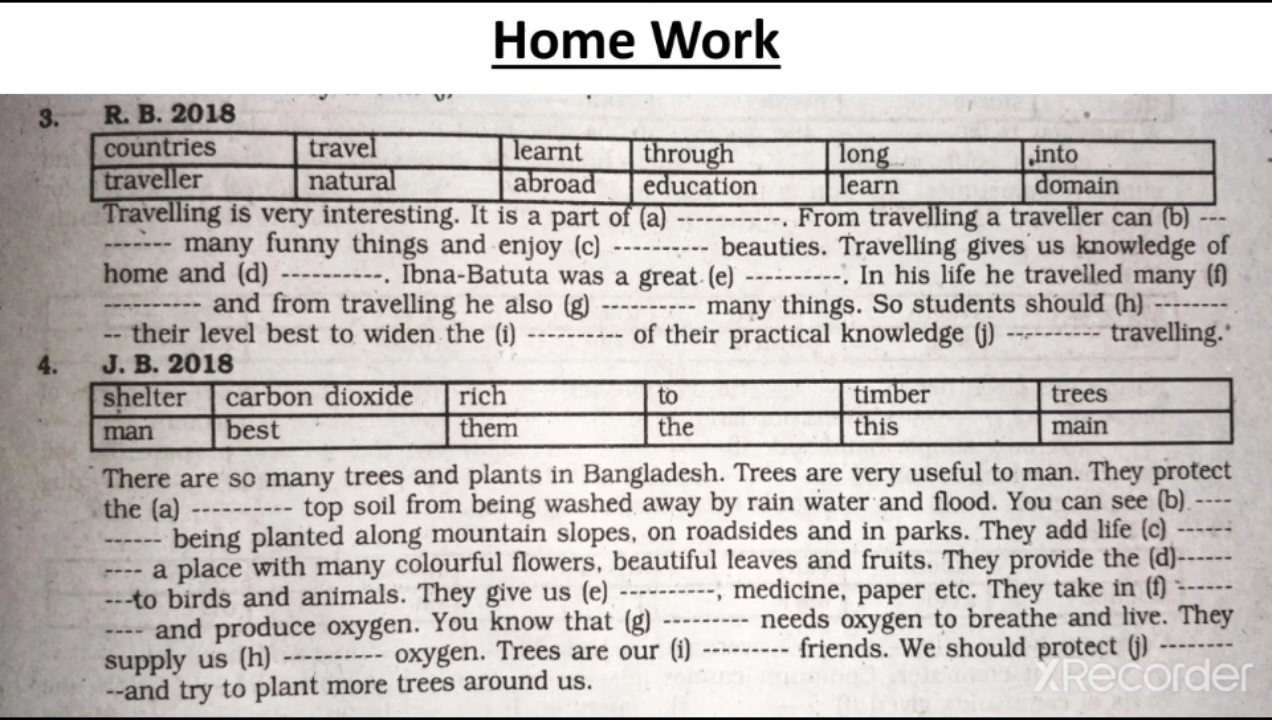 Home Work
3. R. B. 2018
countries travel learnt through long into
traveller natural abroad education learn domain
Travelling is very interesting. It is a part of (a) ----------. From travelling a traveller can (b) ---
------- many funny things and enjoy (c) ---------- beauties. Travelling gives us knowledge of
home and (d) ----------. Ibna-Batuta was a great (e) ----------. In his life he travelled many (f)
---------- and from travelling he also (g) ---------- many things. So students should (h) --------
-- their level best to widen the (i) ---------- of their practical knowledge (j) ---------- travelling.
4. J. B. 2018
shelter carbon dioxide rich to timber trees
man best them the this main
There are so many trees and plants in Bangladesh. Trees are very useful to man. They protect
the (a) ---------- top soil from being washed away by rain water and flood. You can see (b) ----
------ being planted along mountain slopes, on roadsides and in parks. They add life (c) ------
---- a place with many colourful flowers, beautiful leaves and fruits. They provide the (d)------
---to birds and animals. They give us (e) ----------, medicine, paper etc. They take in (f) ------
---- and produce oxygen. You know that (g) --------- needs oxygen to breathe and live. They
supply us (h) ---------- oxygen. Trees are our (i) --------- friends. We should protect (j) --------
--and try to plant more trees around us.
XRecorder